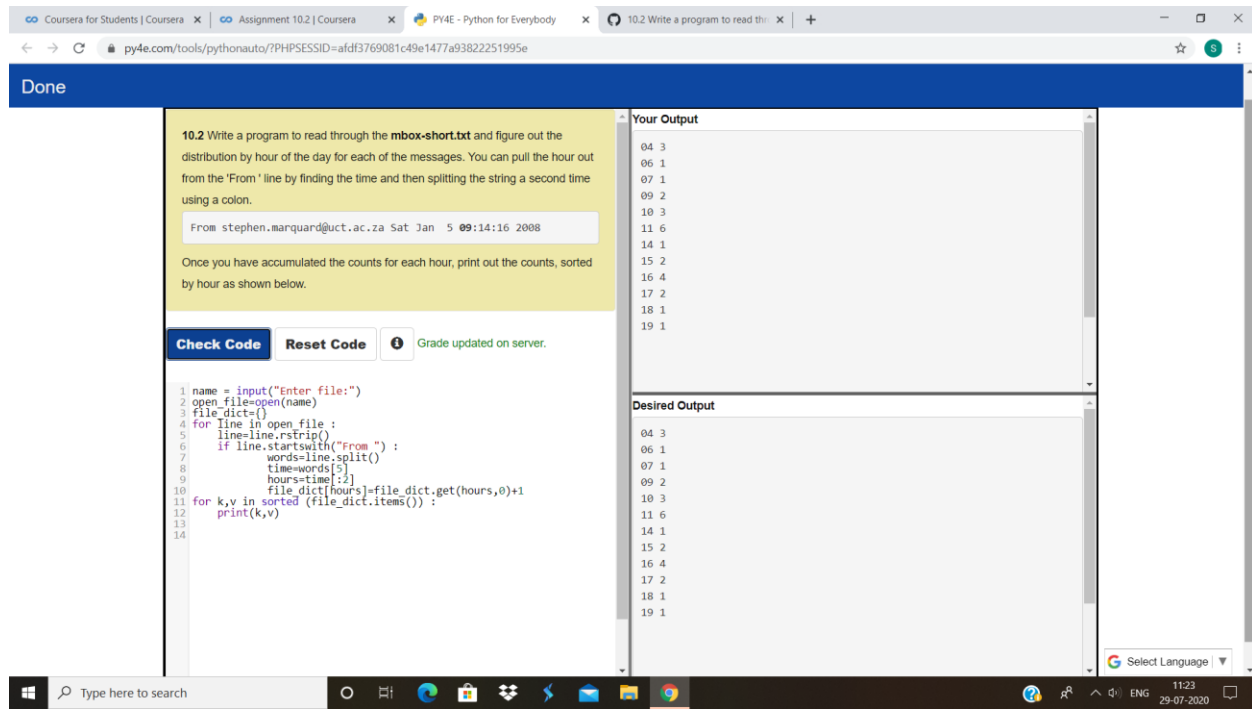 Coursera for Students | Cour
Assignment 10.2 | Coursera
PY4E - Python for Everybody
10.2 Write a program to read thr
py4e.com/tools/pythonauto/?PHPSESSID=afdf3769081c49e1477a93822251995e
S
Done
10.2 Write a program to read through the mbox-short.txt and figure out the
distribution by hour of the day for each of the messages. You can pull the hour out
from the 'From ' line by finding the time and then splitting the string a second time
using a colon.
From stephen.marquard@uct.ac.za Sat Jan  5 09:14:16 2008
Once you have accumulated the counts for each hour, print out the counts, sorted
by hour as shown below.
Check Code
Reset Code
Grade updated on server.
1 name = input("Enter file:")
2 open_file=open(name)
3 file_dict={}
4 for line in open_file :
5     line=line.rstrip()
6     if line.startswith("From ") :
7             words=line.split()
8             time=words[5]
9             hours=time[:2]
10             file_dict[hours]=file_dict.get(hours,0)+1
11 for k,v in sorted (file_dict.items()) :
12     print(k,v)
13
14
Your Output
04 3
06 1
07 1
09 2
10 3
11 6
14 1
15 2
16 4
17 2
18 1
19 1
Desired Output
04 3
06 1
07 1
09 2
10 3
11 6
14 1
15 2
16 4
17 2
18 1
19 1
G Select Language
Type here to search
ENG
11:23
29-07-2020